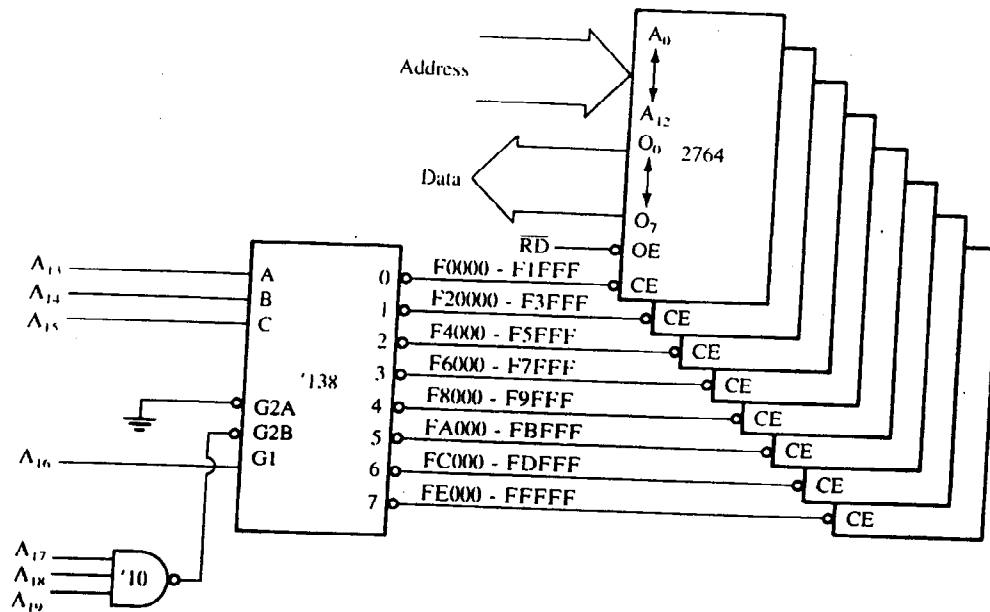 A₀
Address
A₁₂
O₀
2764
Data
O₇
R̅D̅
OE
A₁₃
A
0
F0000 - F1FFF
CE
A₁₄
B
1
F20000 - F3FFF
CE
A₁₅
C
2
F4000 - F5FFF
CE
'138
3
F6000 - F7FFF
CE
G2A
4
F8000 - F9FFF
CE
G2B
5
FA000 - FBFFF
CE
A₁₆
G1
6
FC000 - FDFFF
CE
7
FE000 - FFFFF
CE
A₁₇
A₁₈
'10
A₁₉